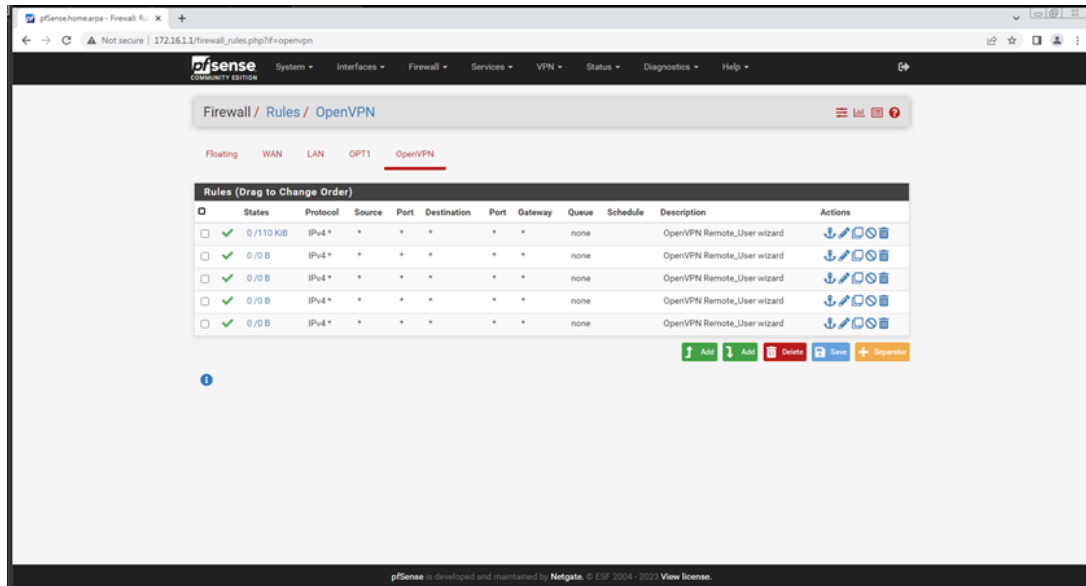 pfSense.home.arpa - Firewall: Rul
Not secure | 172.16.1.1/firewall_rules.php?if=openvpn
pfsense COMMUNITY EDITION System Interfaces Firewall Services VPN Status Diagnostics Help
Firewall / Rules / OpenVPN
Floating WAN LAN OPT1 OpenVPN
Rules (Drag to Change Order)
States Protocol Source Port Destination Port Gateway Queue Schedule Description Actions
0 /110 KiB IPv4 * * * * * * none OpenVPN Remote_User wizard
0 /0 B IPv4 * * * * * * none OpenVPN Remote_User wizard
0 /0 B IPv4 * * * * * * none OpenVPN Remote_User wizard
0 /0 B IPv4 * * * * * * none OpenVPN Remote_User wizard
0 /0 B IPv4 * * * * * * none OpenVPN Remote_User wizard
Add Add Delete Save Separator
pfSense is developed and maintained by Netgate. © ESF 2004 - 2023 View license.